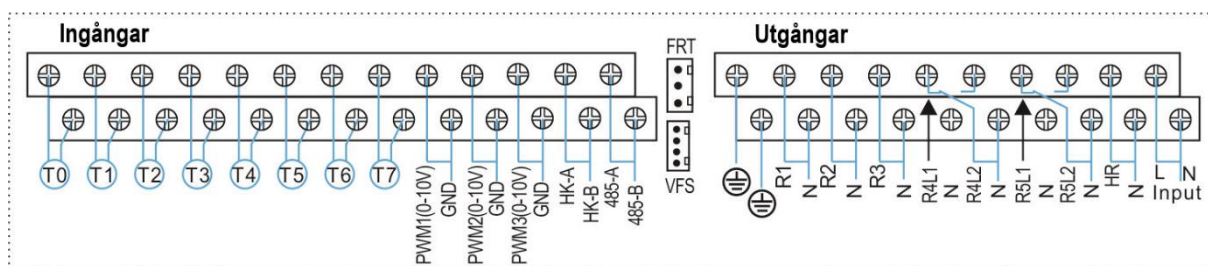 Ingångar
FRT
Utgångar
T0
T1
T2
T3
T4
T5
T6
T7
PWM1(0-10V)
GND
PWM2(0-10V)
GND
PWM3(0-10V)
GND
HK-A
HK-B
485-A
485-B
VFS
R1
N
R2
N
R3
N
R4L1
N
R4L2
N
R5L1
N
R5L2
N
HR
N
L N
Input